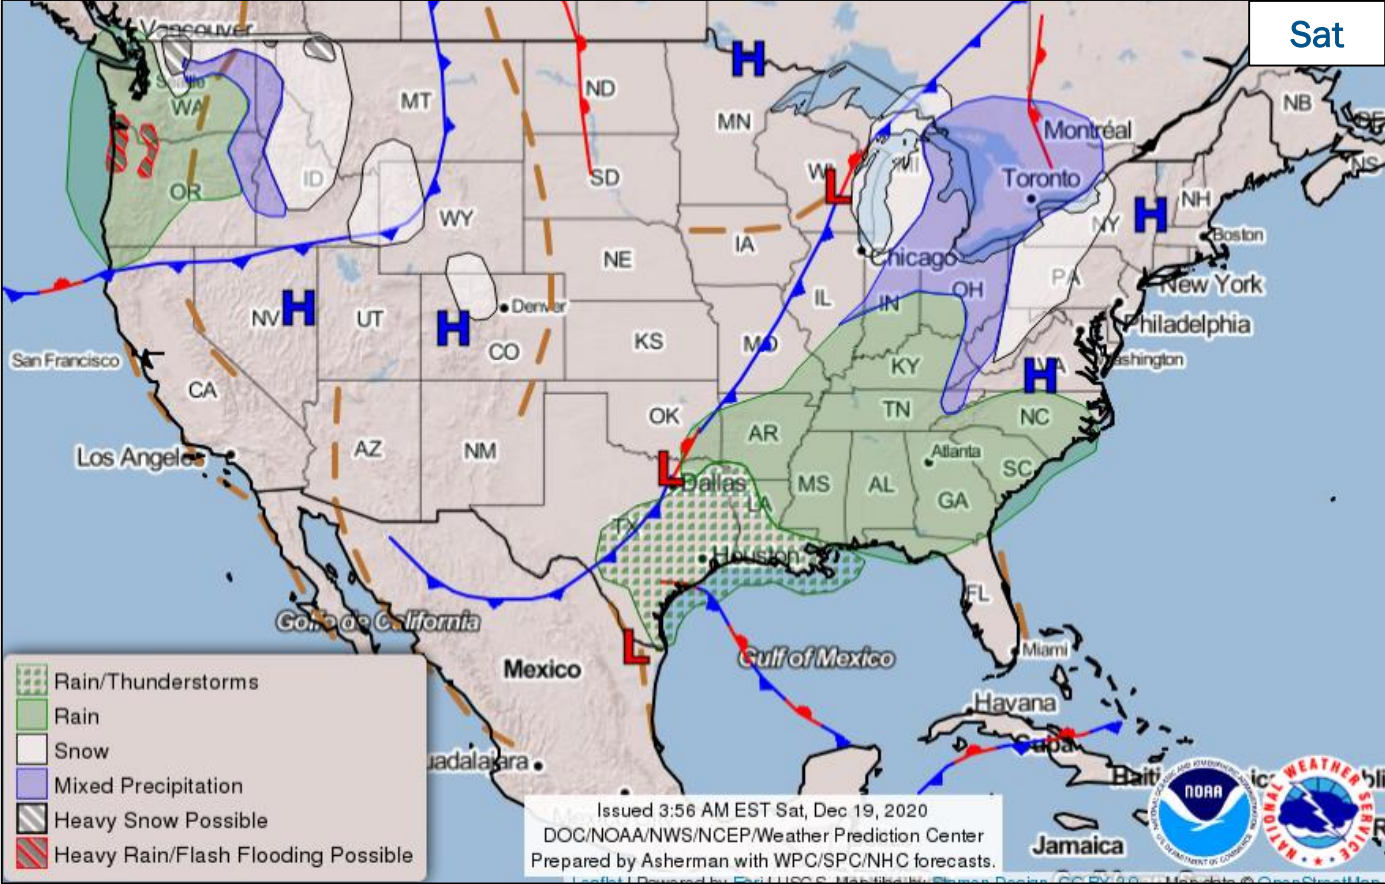 Sat
Vancouver
H
Seattle
WA
MT
ND
MN
NB
Montréal
OR
ID
WY
SD
WI
L
MI
Toronto
NY
H
NH
Boston
NE
IA
Chicago
PA
New York
NV
H
UT
H
Denver
CO
KS
MO
IL
IN
OH
Philadelphia
San Francisco
CA
KY
H
VA
Los Angeles
AZ
NM
OK
AR
TN
NC
L
Dallas
MS
AL
Atlanta
GA
SC
TX
LA
Houston
FL
Golfo de California
Mexico
L
Gulf of Mexico
Miami
Havana
Cuba
Jamaica
Rain/Thunderstorms
Rain
Snow
Mixed Precipitation
Heavy Snow Possible
Heavy Rain/Flash Flooding Possible
Issued 3:56 AM EST Sat, Dec 19, 2020
DOC/NOAA/NWS/NCEP/Weather Prediction Center
Prepared by Asherman with WPC/SPC/NHC forecasts.
NOAA
NATIONAL WEATHER SERVICE